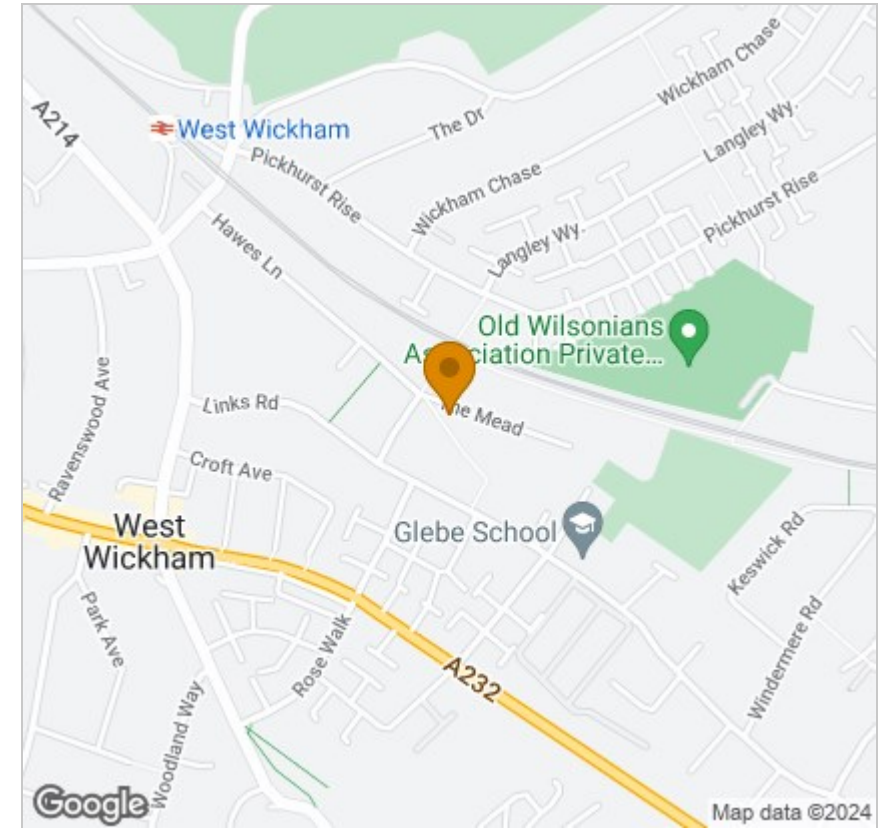 A214
West Wickham
The Dr
Wickham Chase
Langley Wy.
Pickhurst Rise
Wickham Chase
Pickhurst Rise
Hawes Ln
Langley Wy.
Old Wilsonians
Association Private...
Ravenswood Ave
Links Rd
The Mead
Croft Ave
West
Wickham
Glebe School
Keswick Rd
Park Ave
Rose Walk
A232
Windermere Rd
Woodland Way
Google
Map data ©2024